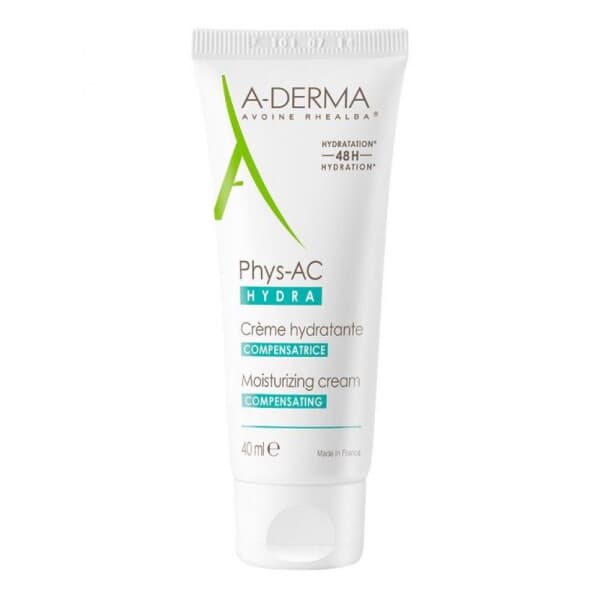 A-DERMA
AVOINE RHEALBA®
HYDRATATION*
48H
HYDRATION*
Phys-AC
HYDRA
Crème hydratante
COMPENSATRICE
Moisturizing cream
COMPENSATING
40 ml e
Made in France